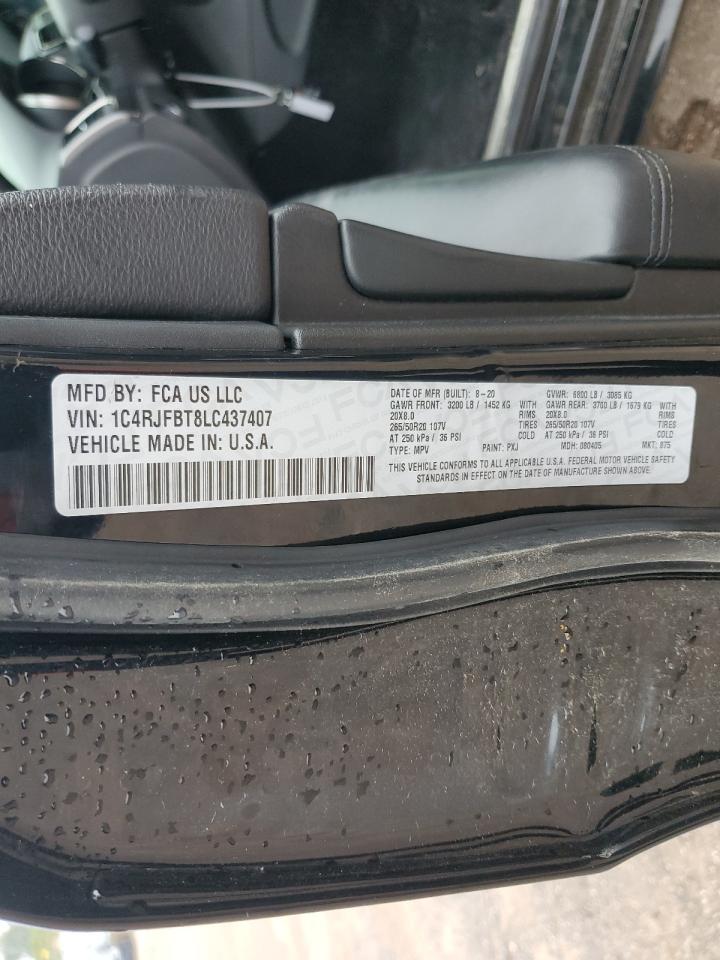 MFD BY: FCA US LLC
VIN: 1C4RJFBT8LC437407
VEHICLE MADE IN: U.S.A.
DATE OF MFR (BUILT): 8-20 GVWR: 6800 LB / 3085 KG
GAWR FRONT: 3200 LB / 1452 KG WITH GAWR REAR: 3700 LB / 1679 KG WITH
20X8.0 RIMS 20X8.0 RIMS
265/50R20 107V TIRES 265/50R20 107V TIRES
AT 250 kPa / 36 PSI COLD AT 250 kPa / 36 PSI COLD
TYPE: MPV PAINT: PXJ MDH: 080405 MKT: 875
THIS VEHICLE CONFORMS TO ALL APPLICABLE U.S.A. FEDERAL MOTOR VEHICLE SAFETY
STANDARDS IN EFFECT ON THE DATE OF MANUFACTURE SHOWN ABOVE.